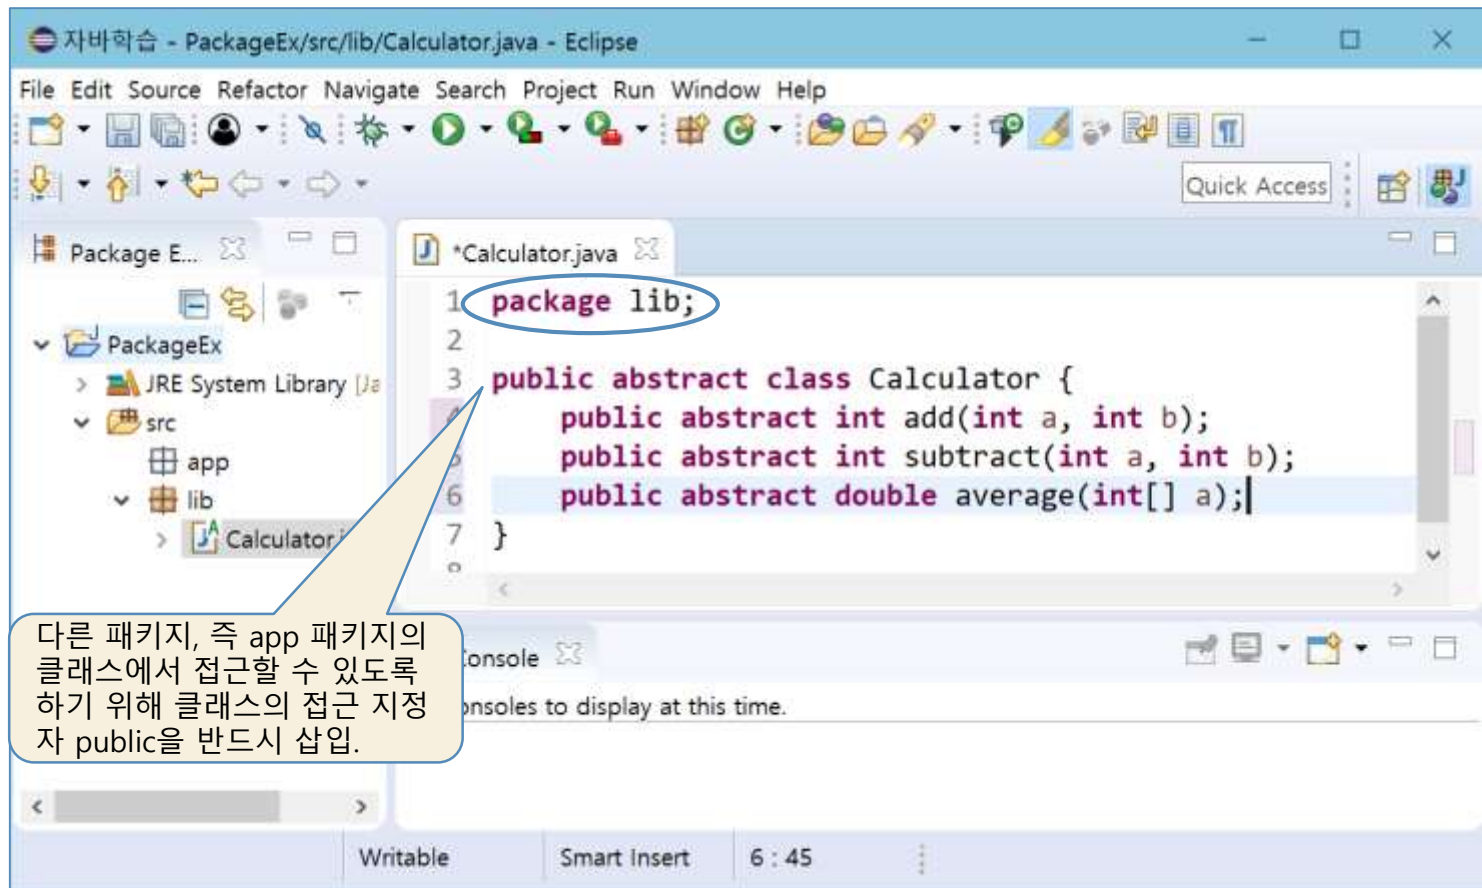 자바학습 - PackageEx/src/lib/Calculator.java - Eclipse
File Edit Source Refactor Navigate Search Project Run Window Help
Quick Access
Package E...
*Calculator.java
PackageEx
JRE System Library [Ja
src
app
lib
Calculator.j
1 package lib;
2
3 public abstract class Calculator {
4 public abstract int add(int a, int b);
5 public abstract int subtract(int a, int b);
6 public abstract double average(int[] a);
7 }
8
다른 패키지, 즉 app 패키지의
클래스에서 접근할 수 있도록
하기 위해 클래스의 접근 지정
자 public을 반드시 삽입.
Console
onsoles to display at this time.
Writable Smart Insert 6 : 45